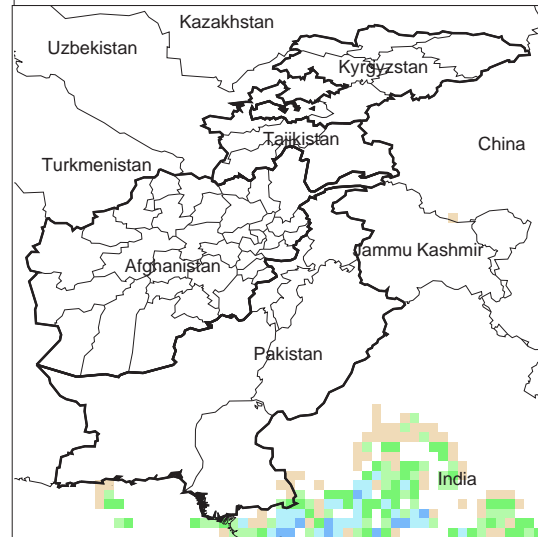 Kazakhstan
Uzbekistan
Kyrgyzstan
Tajikistan
China
Turkmenistan
Jammu Kashmir
Afghanistan
Pakistan
India